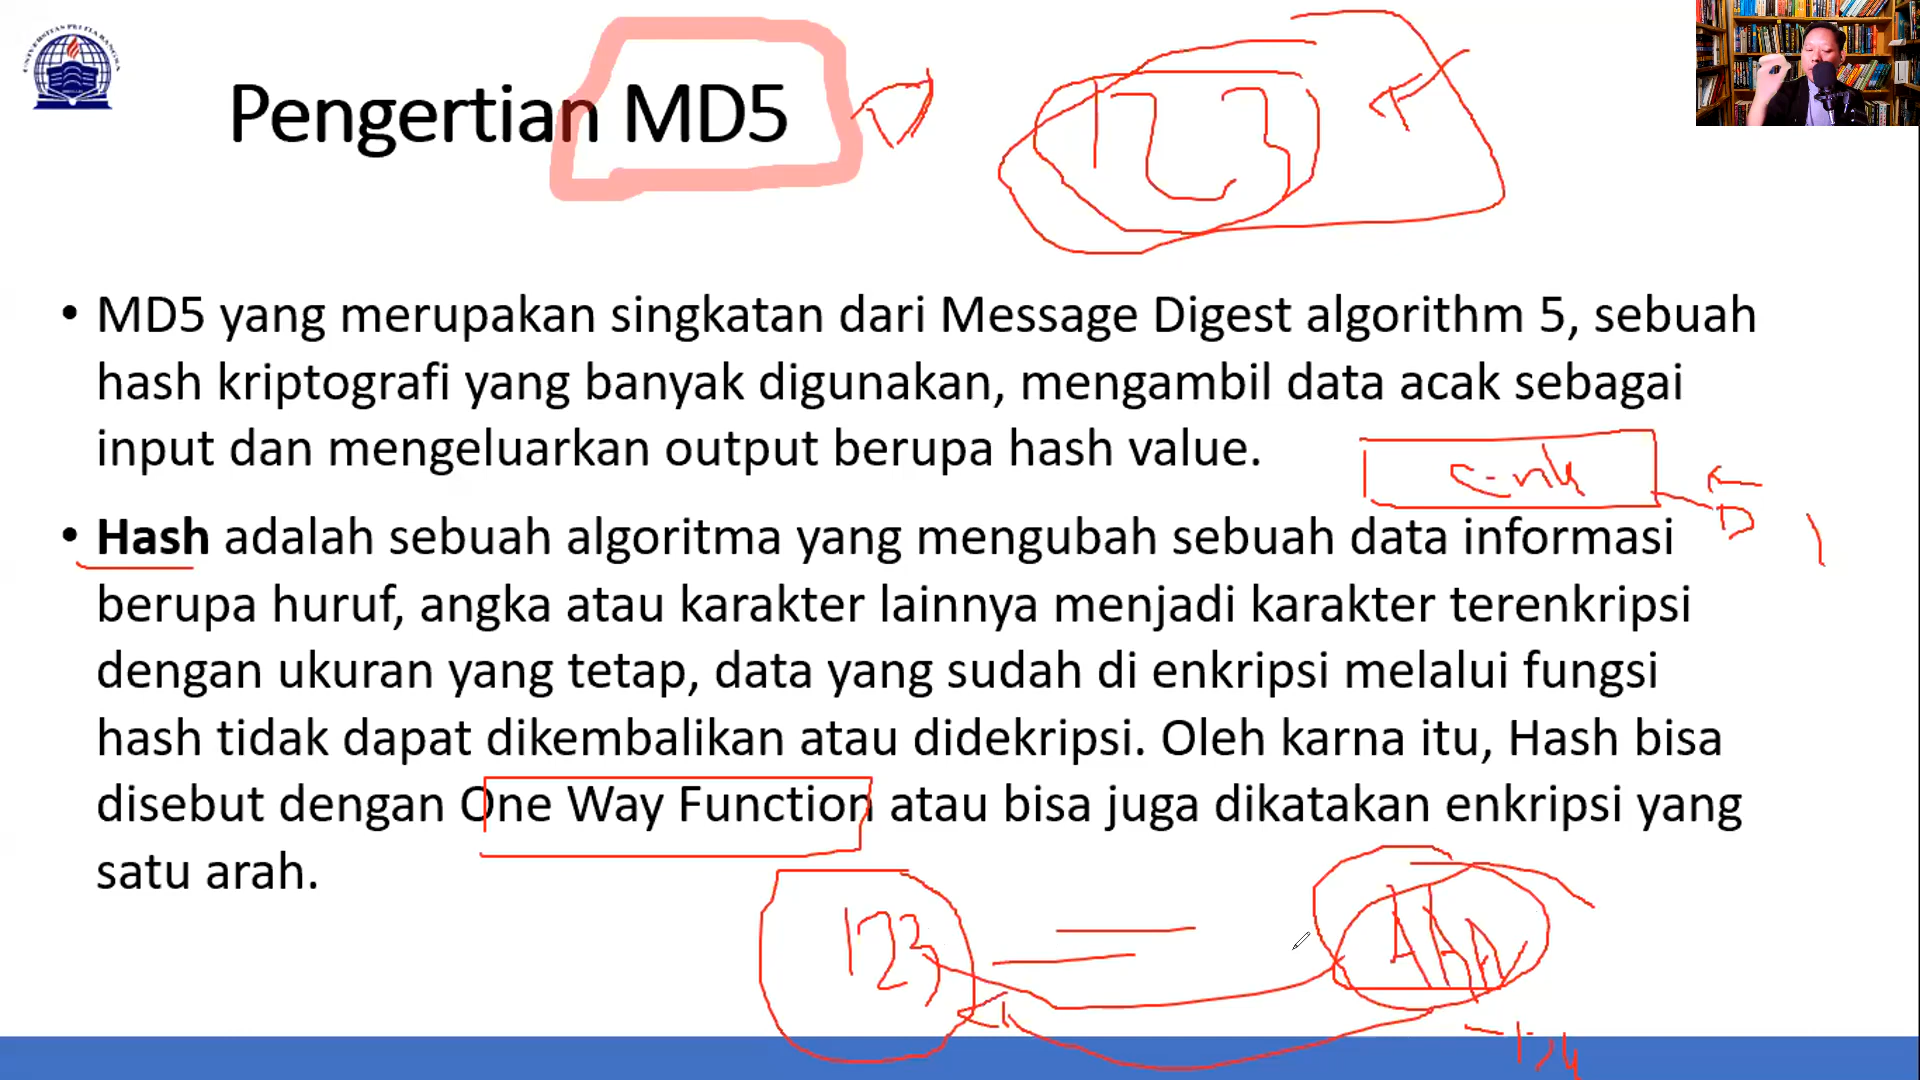 Pengertian MD5
123
• MD5 yang merupakan singkatan dari Message Digest algorithm 5, sebuah
hash kriptografi yang banyak digunakan, mengambil data acak sebagai
input dan mengeluarkan output berupa hash value.
• Hash adalah sebuah algoritma yang mengubah sebuah data informasi
berupa huruf, angka atau karakter lainnya menjadi karakter terenkripsi
dengan ukuran yang tetap, data yang sudah di enkripsi melalui fungsi
hash tidak dapat dikembalikan atau didekripsi. Oleh karna itu, Hash bisa
disebut dengan One Way Function atau bisa juga dikatakan enkripsi yang
satu arah.
123